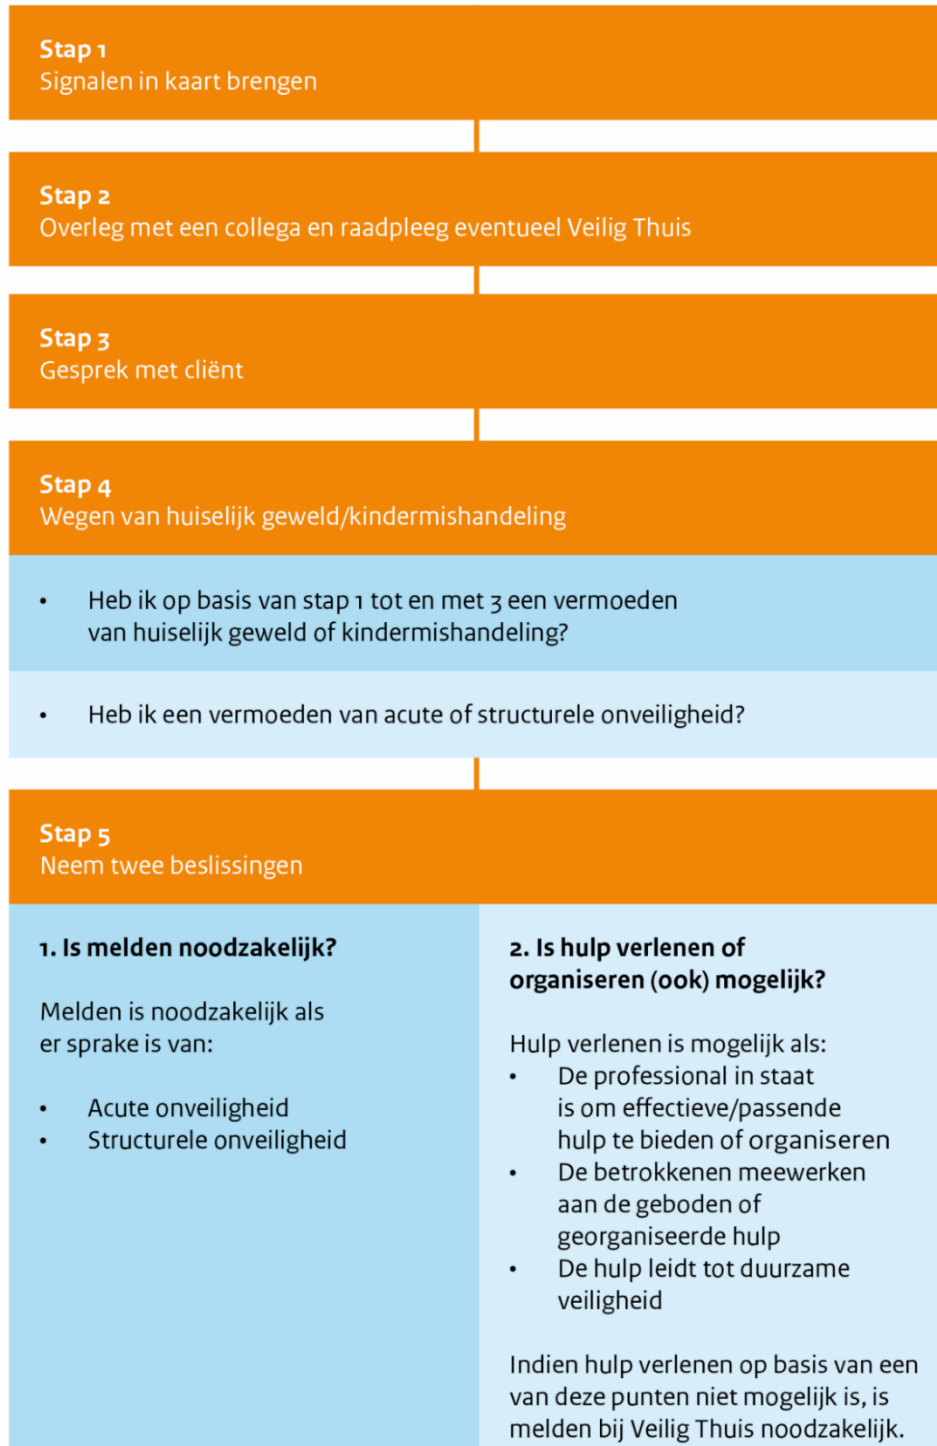 Stap 1
Signalen in kaart brengen
Stap 2
Overleg met een collega en raadpleeg eventueel Veilig Thuis
Stap 3
Gesprek met cliënt
Stap 4
Wegen van huiselijk geweld/kindermishandeling
• Heb ik op basis van stap 1 tot en met 3 een vermoeden
van huiselijk geweld of kindermishandeling?
• Heb ik een vermoeden van acute of structurele onveiligheid?
Stap 5
Neem twee beslissingen
1. Is melden noodzakelijk?
Melden is noodzakelijk als
er sprake is van:
• Acute onveiligheid
• Structurele onveiligheid
2. Is hulp verlenen of
organiseren (ook) mogelijk?
Hulp verlenen is mogelijk als:
• De professional in staat
is om effectieve/passende
hulp te bieden of organiseren
• De betrokkenen meewerken
aan de geboden of
georganiseerde hulp
• De hulp leidt tot duurzame
veiligheid
Indien hulp verlenen op basis van een
van deze punten niet mogelijk is, is
melden bij Veilig Thuis noodzakelijk.